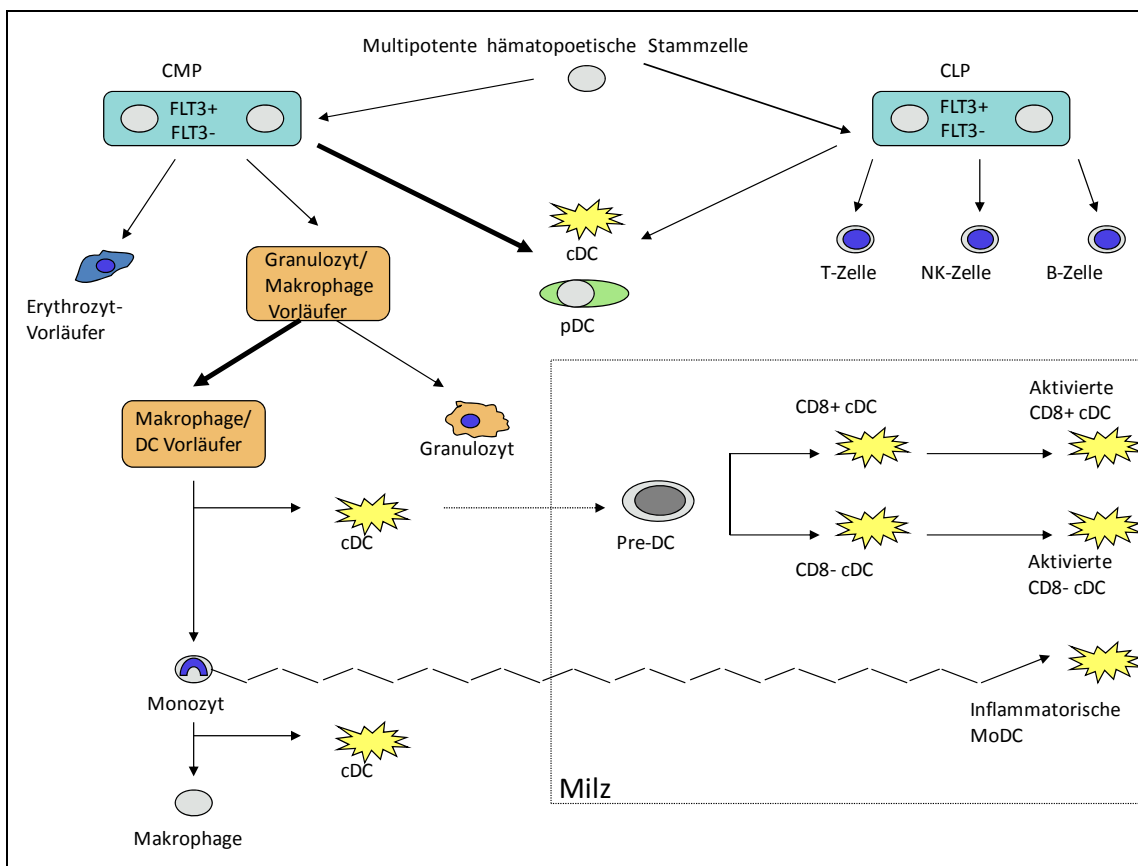 Multipotente hämatopoetische Stammzelle
CMP
CLP
FLT3+
FLT3-
FLT3+
FLT3-
cDC
pDC
T-Zelle
NK-Zelle
B-Zelle
Erythrozyt-
Vorläufer
Granulozyt/
Makrophage
Vorläufer
Makrophage/
DC Vorläufer
Granulozyt
cDC
Pre-DC
CD8+ cDC
Aktivierte
CD8+ cDC
CD8- cDC
Aktivierte
CD8- cDC
Monozyt
Inflammatorische
MoDC
cDC
Makrophage
Milz